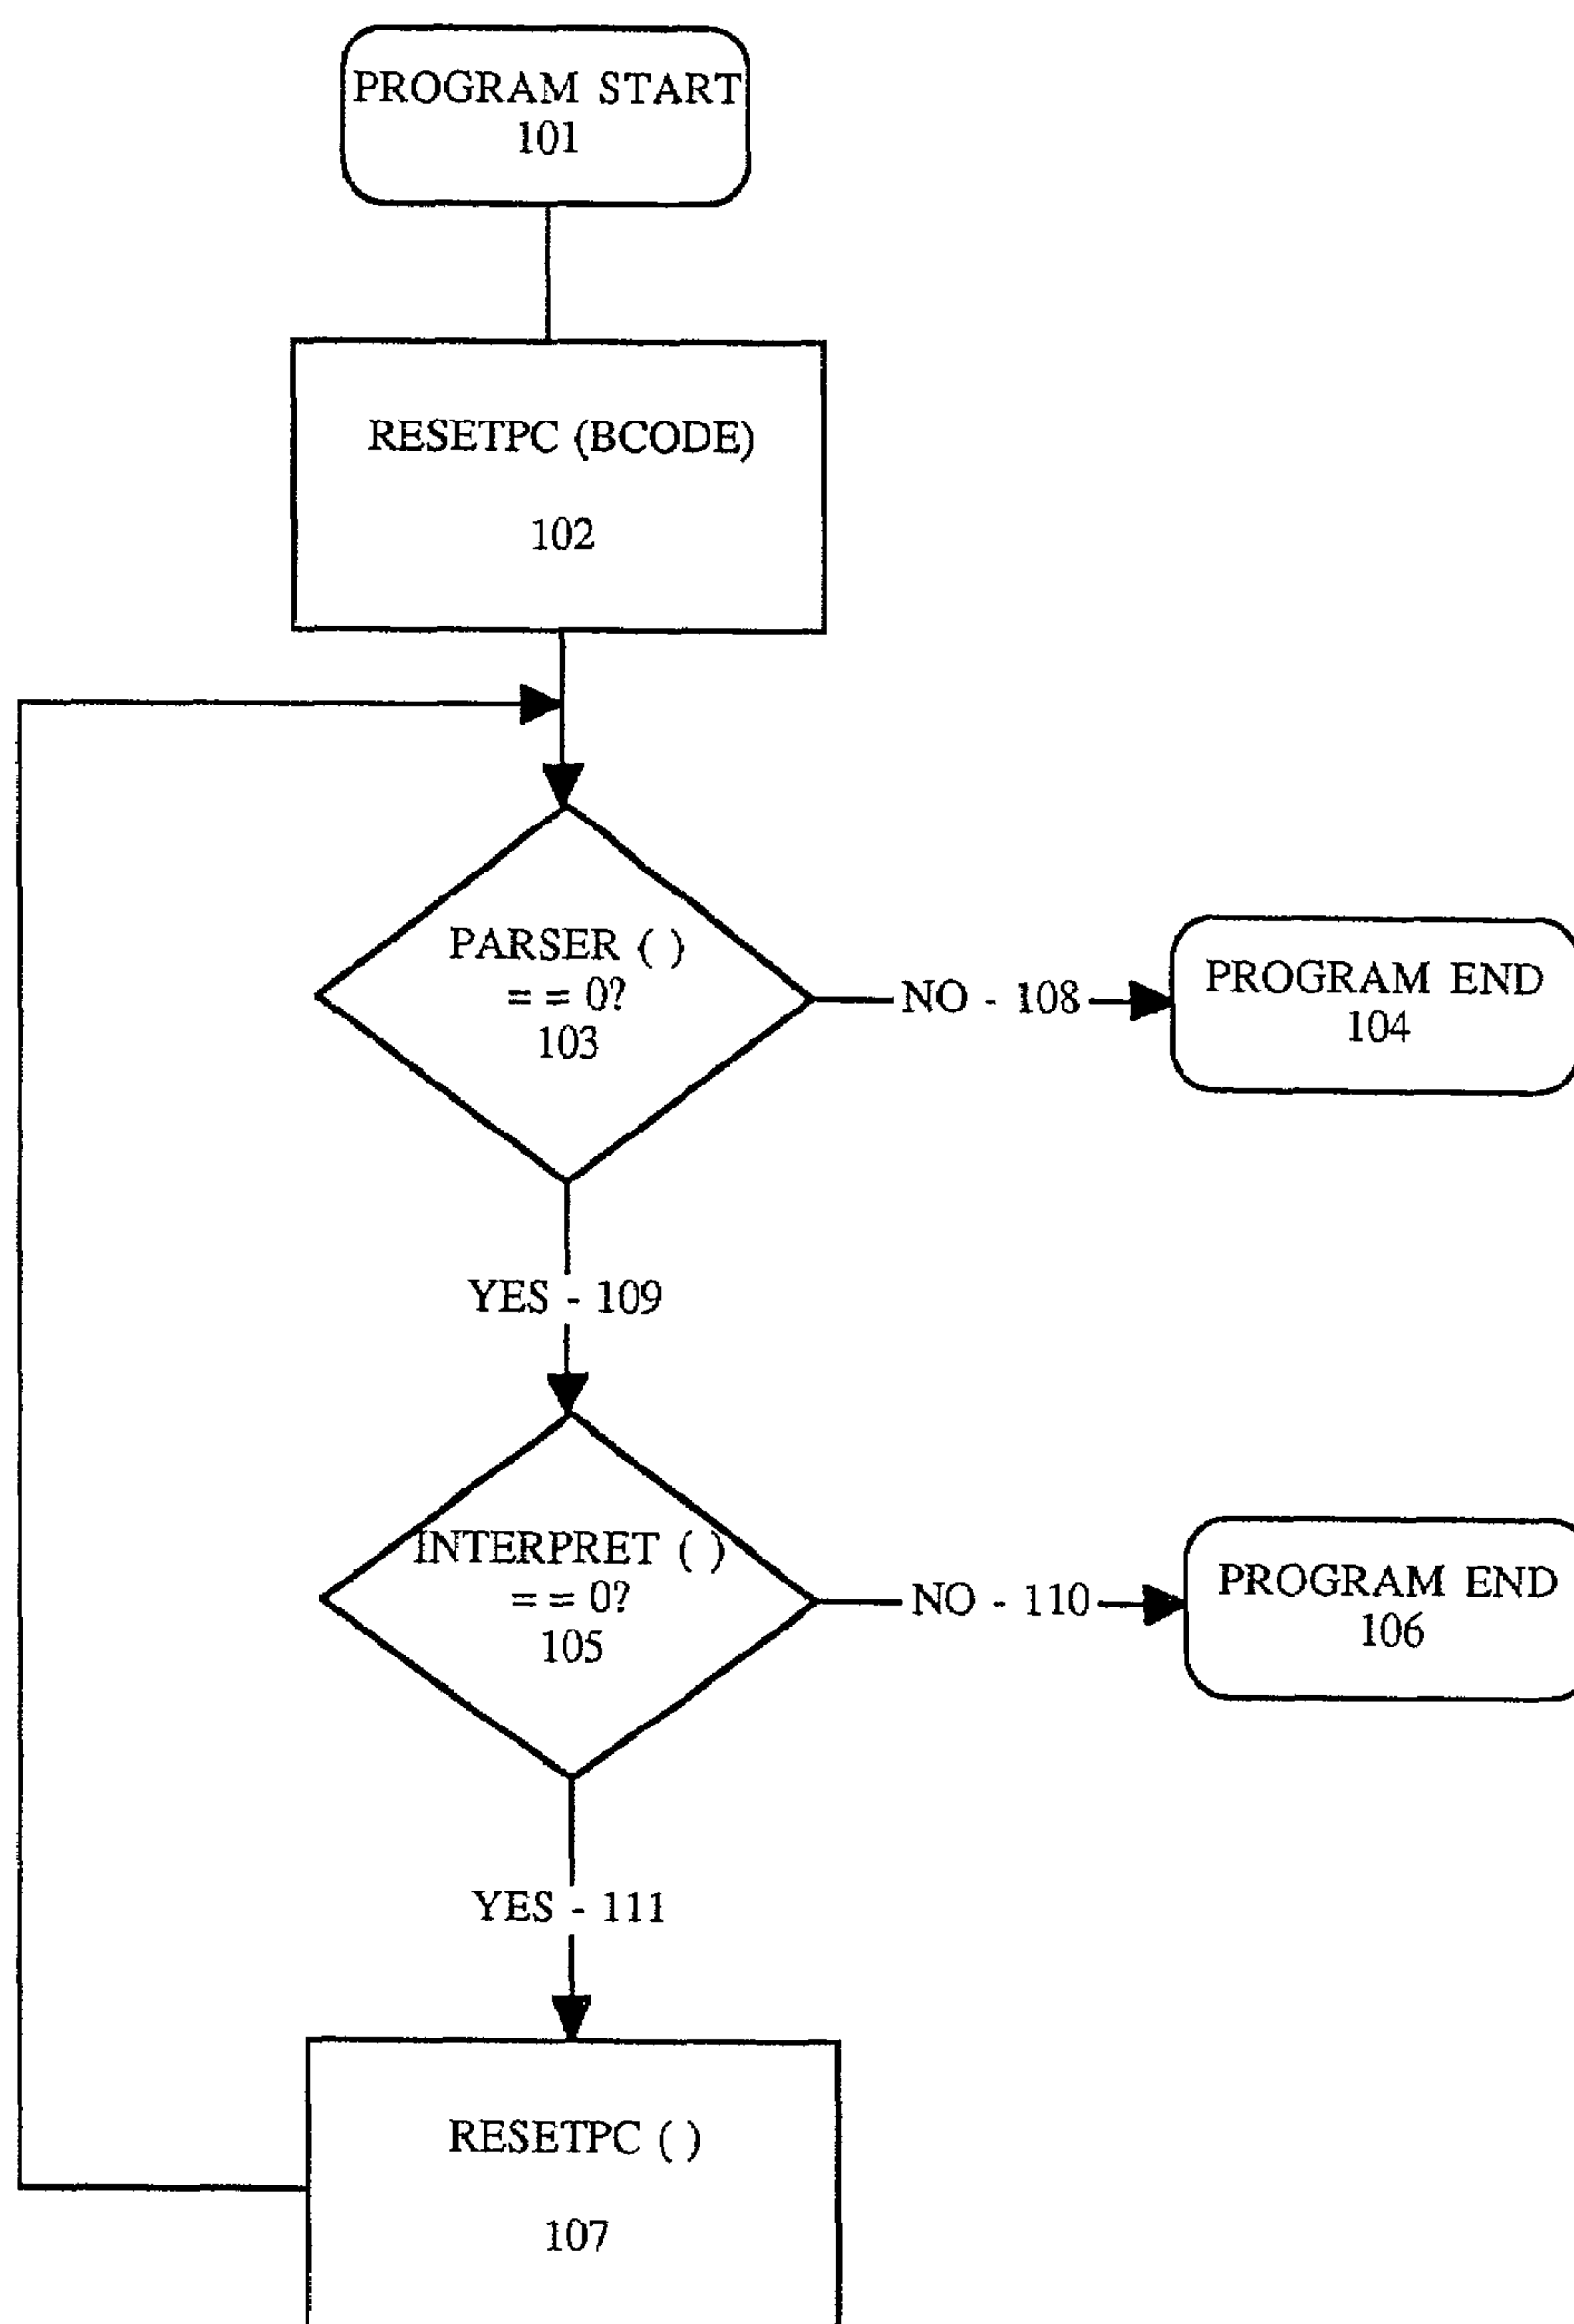 PROGRAM START
101
RESETPC (BCODE)
102
PARSER ( )
= = 0?
103
NO - 108
PROGRAM END
104
YES - 109
INTERPRET ( )
= = 0?
105
NO - 110
PROGRAM END
106
YES - 111
RESETPC ( )
107